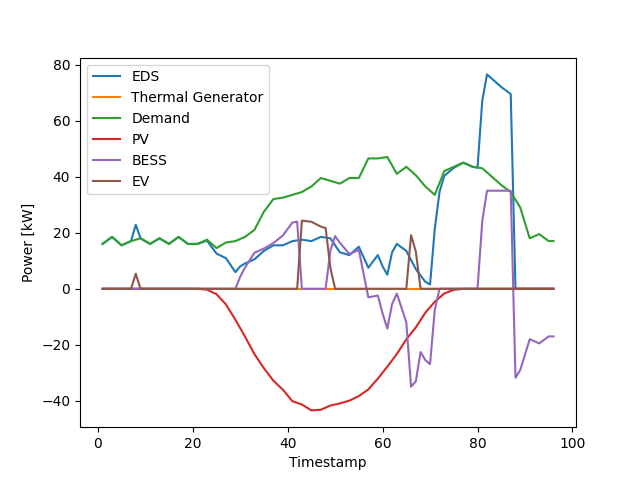 EDS
Thermal Generator
Demand
PV
BESS
EV
80
60
40
20
0
−20
−40
Power [kW]
0 20 40 60 80 100
Timestamp